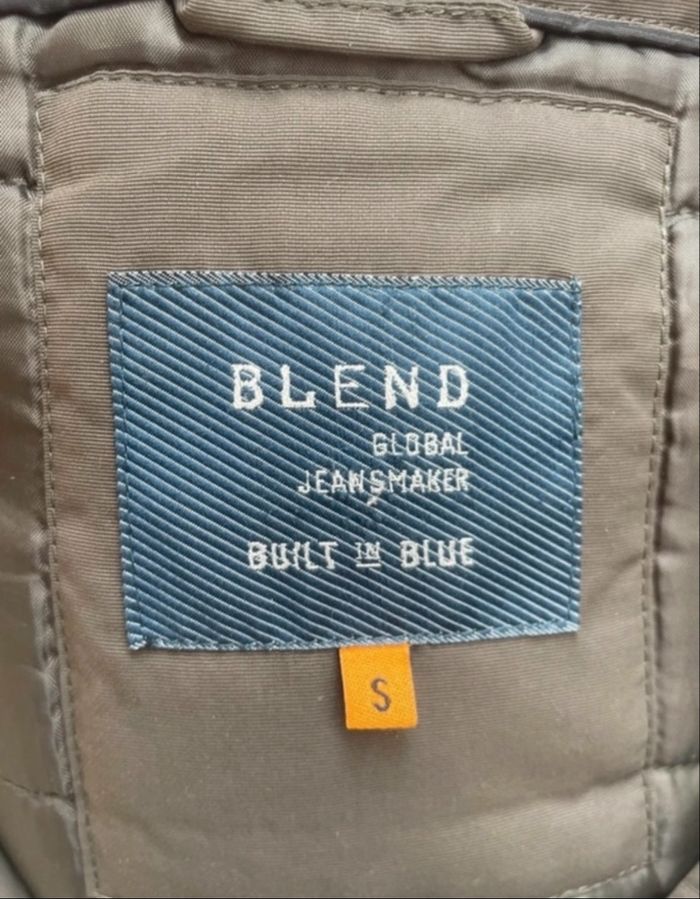 BLEND
GLOBAL
JEANSMAKER
BUILT IN BLUE
S